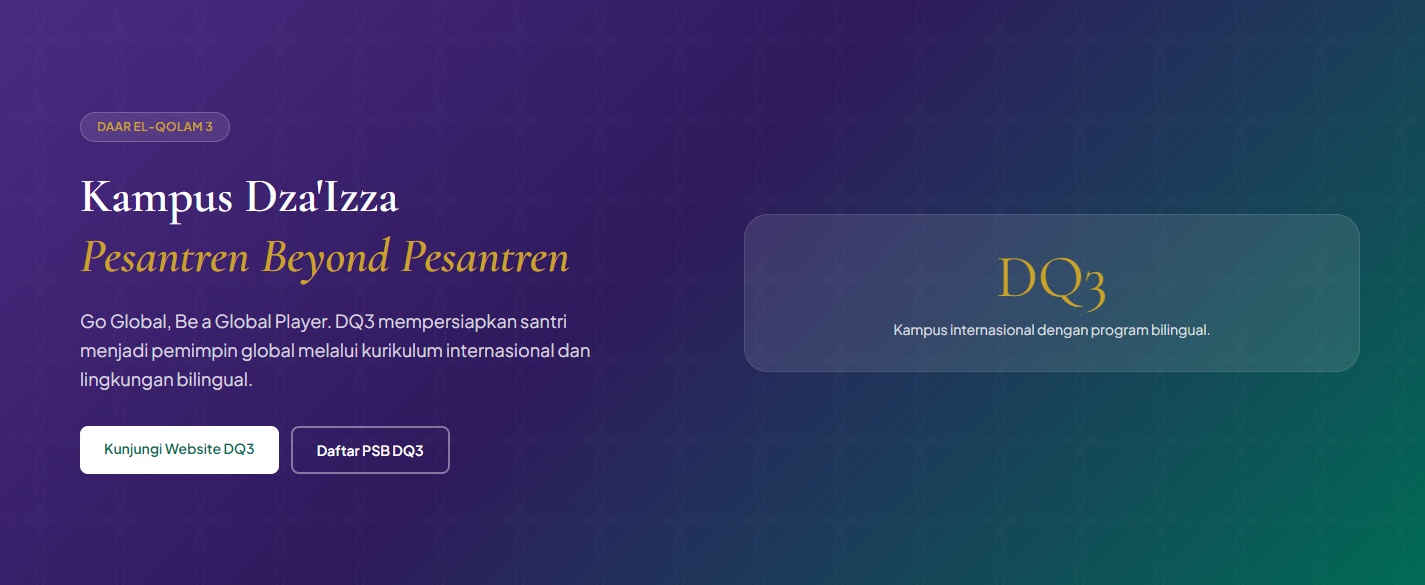 DAAR EL-QOLAM 3
Kampus Dza'Izza
Pesantren Beyond Pesantren
Go Global, Be a Global Player. DQ3 mempersiapkan santri
menjadi pemimpin global melalui kurikulum internasional dan
lingkungan bilingual.
Kunjungi Website DQ3
Daftar PSB DQ3
DQ3
Kampus internasional dengan program bilingual.